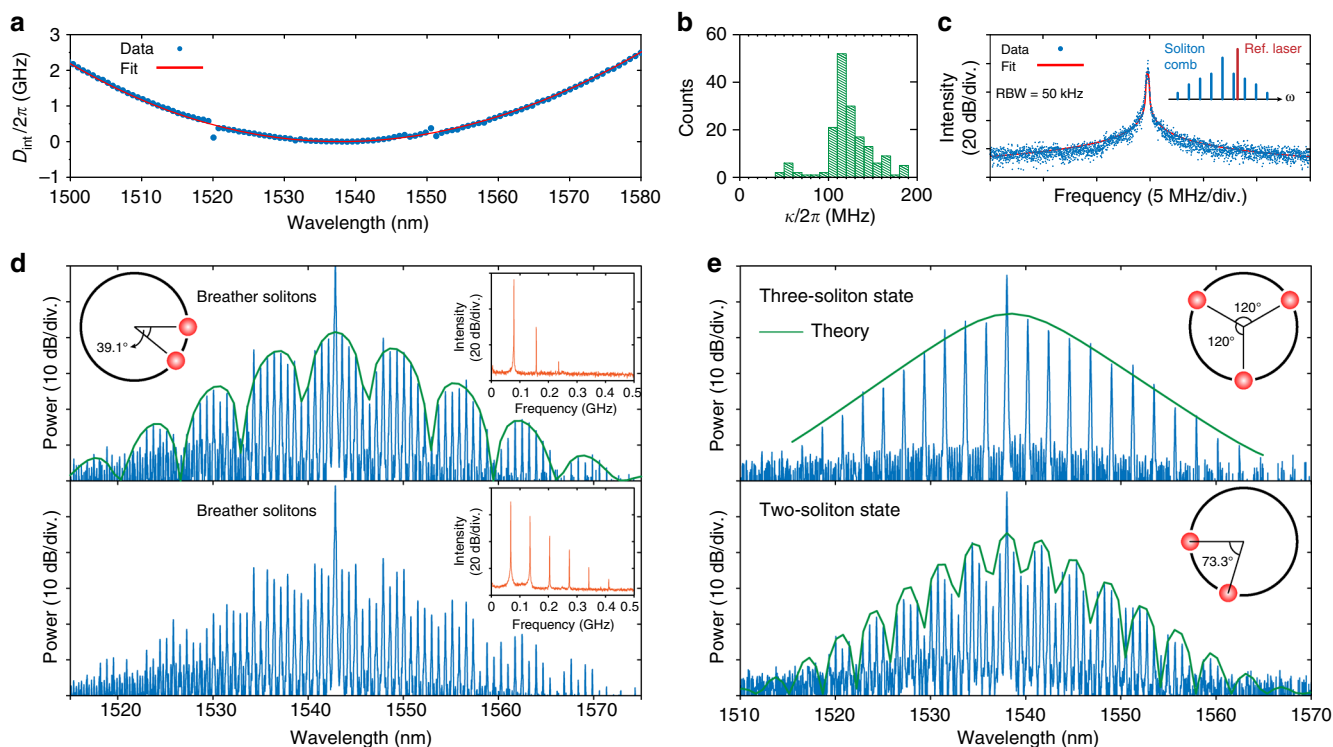 a
3
2
1
0
−1
D_int/2π (GHz)
Data
Fit
1500 1510 1520 1530 1540 1550 1560 1570 1580
Wavelength (nm)
b
60
40
20
0
Counts
0 100 200
κ/2π (MHz)
c
Intensity
(20 dB/div.)
Data
Fit
RBW = 50 kHz
Soliton
comb
Ref. laser
ω
Frequency (5 MHz/div.)
d
Power (10 dB/div.)
39.1°
Breather solitons
Intensity
(20 dB/div.)
0 0.1 0.2 0.3 0.4 0.5
Frequency (GHz)
Power (10 dB/div.)
Breather solitons
Intensity
(20 dB/div.)
0 0.1 0.2 0.3 0.4 0.5
Frequency (GHz)
1520 1530 1540 1550 1560 1570
Wavelength (nm)
e
Power (10 dB/div.)
Three-soliton state
Theory
120°
120°
Power (10 dB/div.)
Two-soliton state
73.3°
1510 1520 1530 1540 1550 1560 1570
Wavelength (nm)